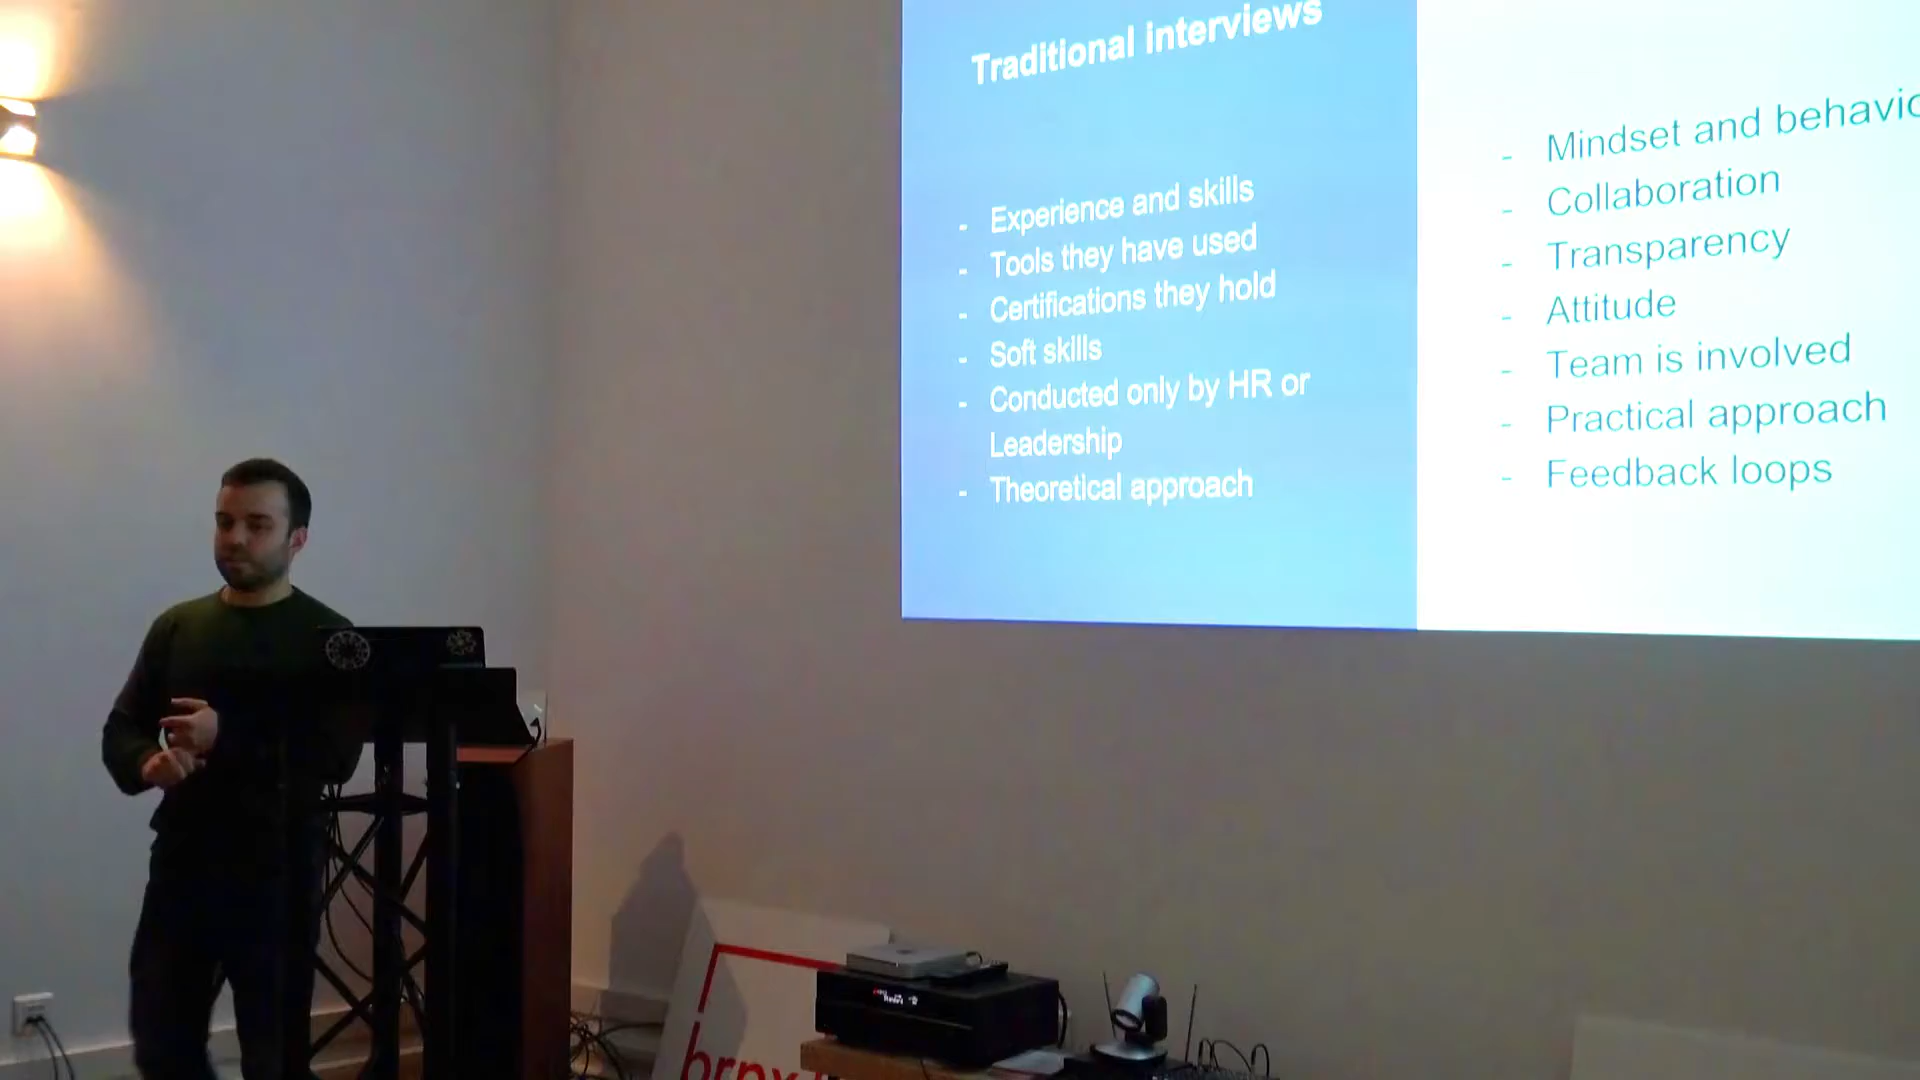 Traditional interviews
- Experience and skills
- Tools they have used
- Certifications they hold
- Soft skills
- Conducted only by HR or
Leadership
- Theoretical approach
- Mindset and behavio
- Collaboration
- Transparency
- Attitude
- Team is involved
- Practical approach
- Feedback loops